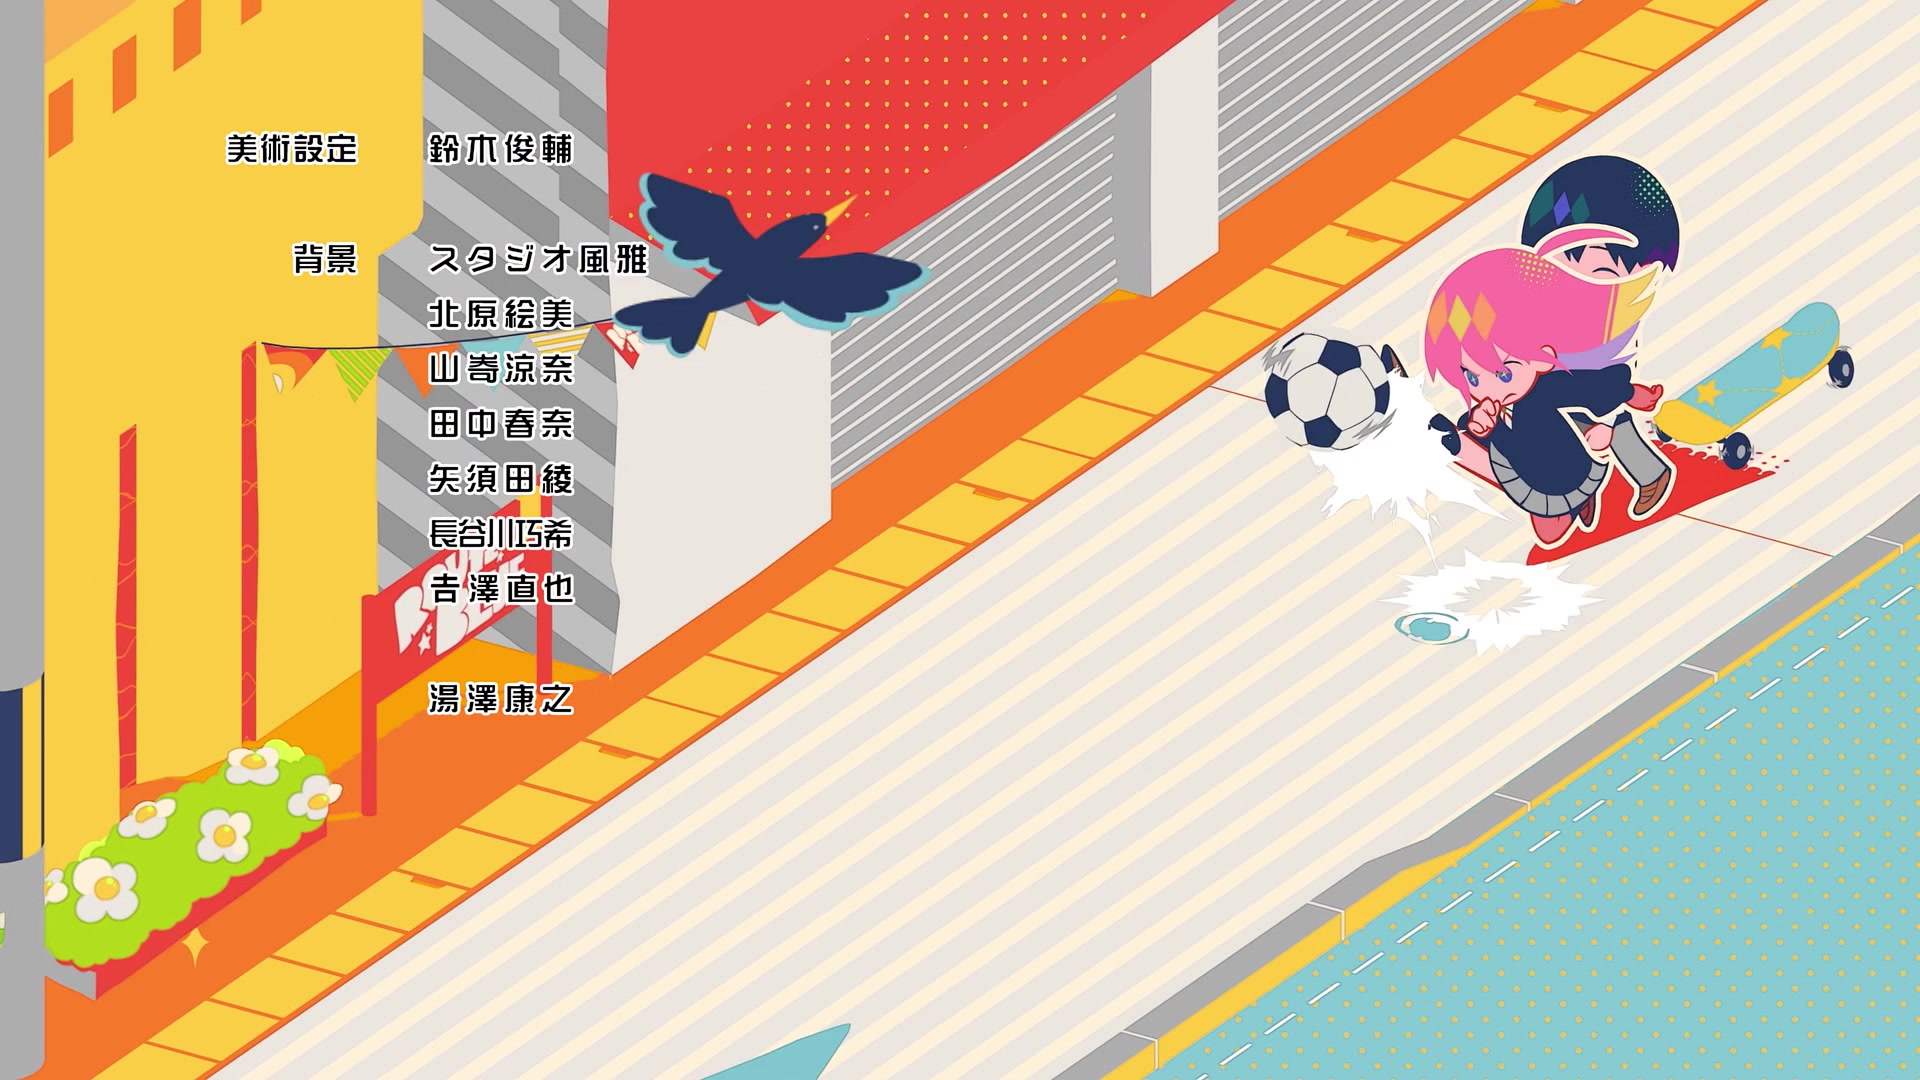 美術設定 鈴木俊輔
背景 スタジオ風雅
北原絵美
山嵜涼奈
田中春奈
矢須田綾
長谷川巧希
𠮷澤直也
湯澤康之